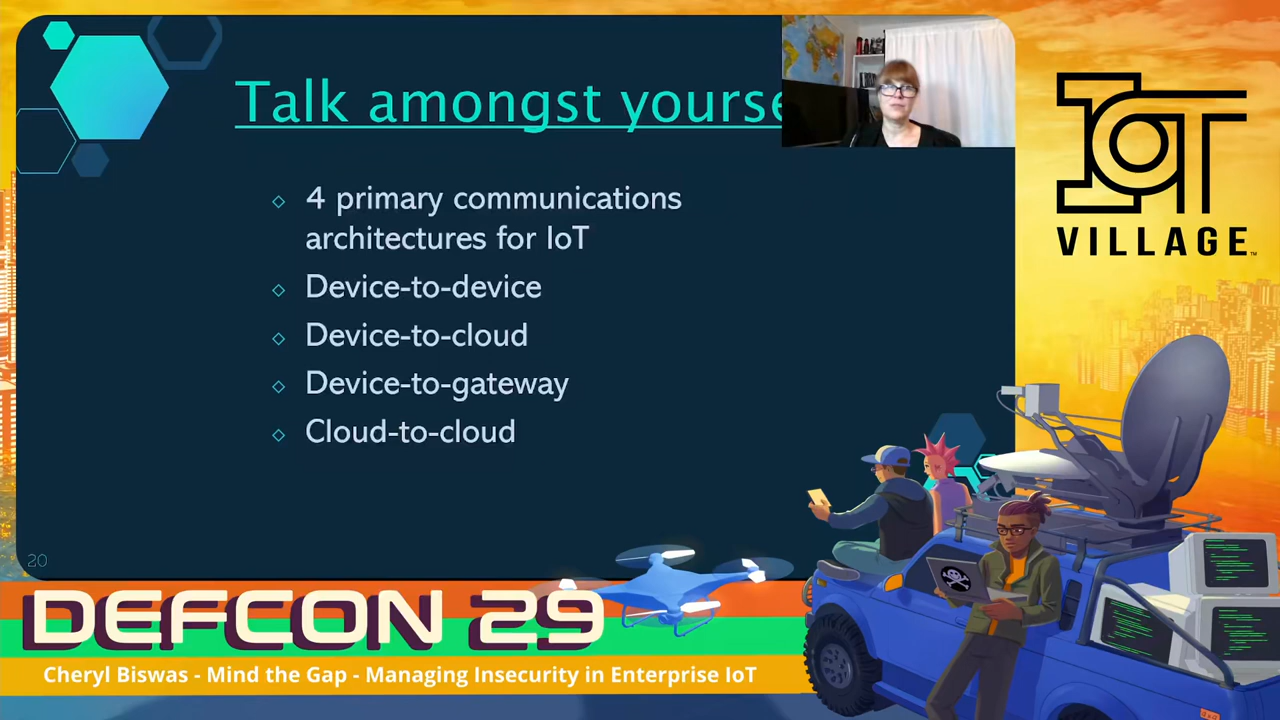 Talk amongst yourse
4 primary communications
architectures for IoT
Device-to-device
Device-to-cloud
Device-to-gateway
Cloud-to-cloud
20
IOT
VILLAGE™
DEFCON 29
Cheryl Biswas - Mind the Gap - Managing Insecurity in Enterprise IoT